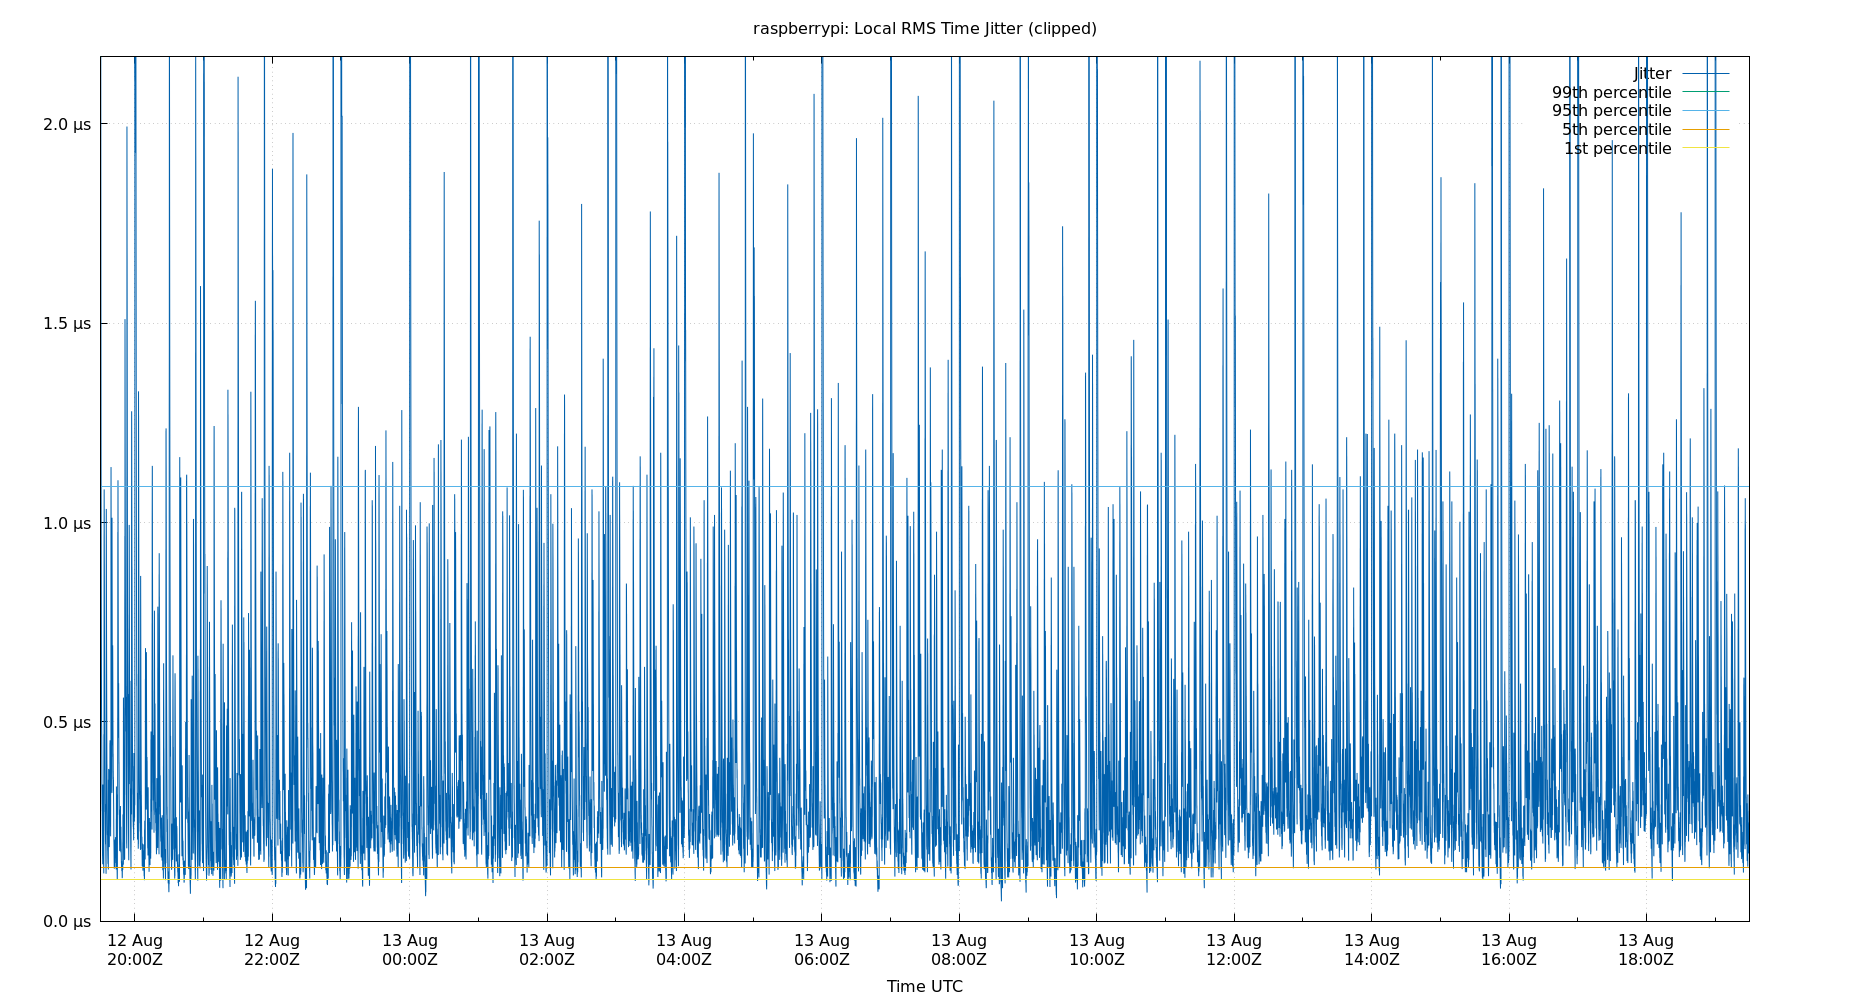 raspberrypi: Local RMS Time Jitter (clipped)
Jitter
99th percentile
95th percentile
5th percentile
1st percentile
2.0 µs
1.5 µs
1.0 µs
0.5 µs
0.0 µs
12 Aug 12 Aug 13 Aug 13 Aug 13 Aug 13 Aug 13 Aug 13 Aug 13 Aug 13 Aug 13 Aug 13 Aug
20:00Z 22:00Z 00:00Z 02:00Z 04:00Z 06:00Z 08:00Z 10:00Z 12:00Z 14:00Z 16:00Z 18:00Z
Time UTC